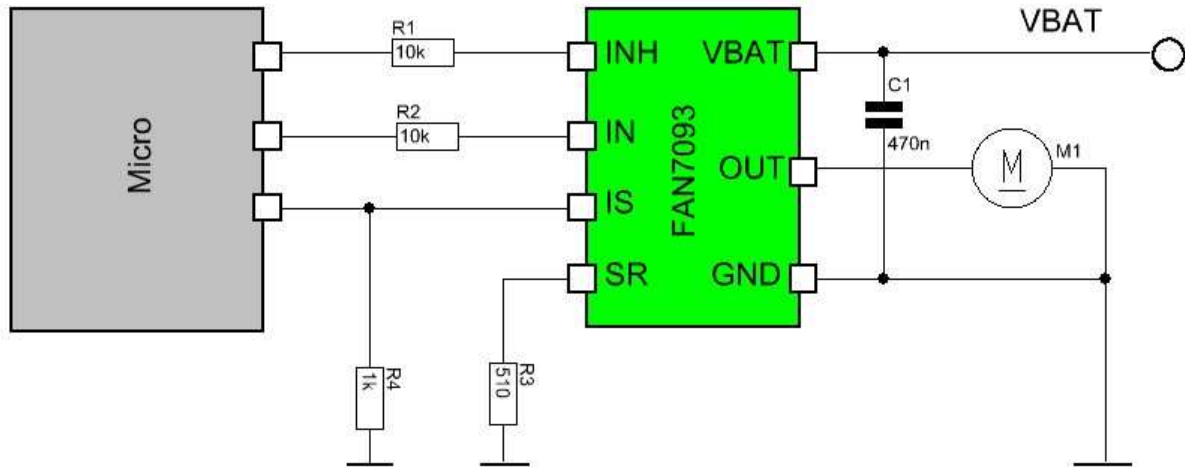 VBAT
R1
10k
INH
VBAT
C1
R2
10k
IN
470n
M
M1
OUT
Micro
FAN7093
IS
SR
GND
R4
1k
R3
510